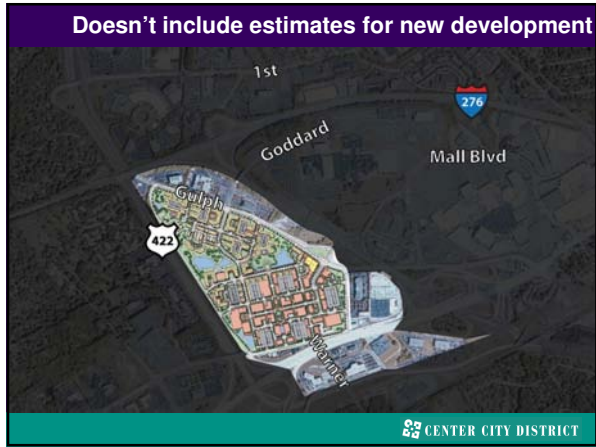 Doesn't include estimates for new development
1st
276
Goddard
Mall Blvd
Gulph
422
Warner
CENTER CITY DISTRICT